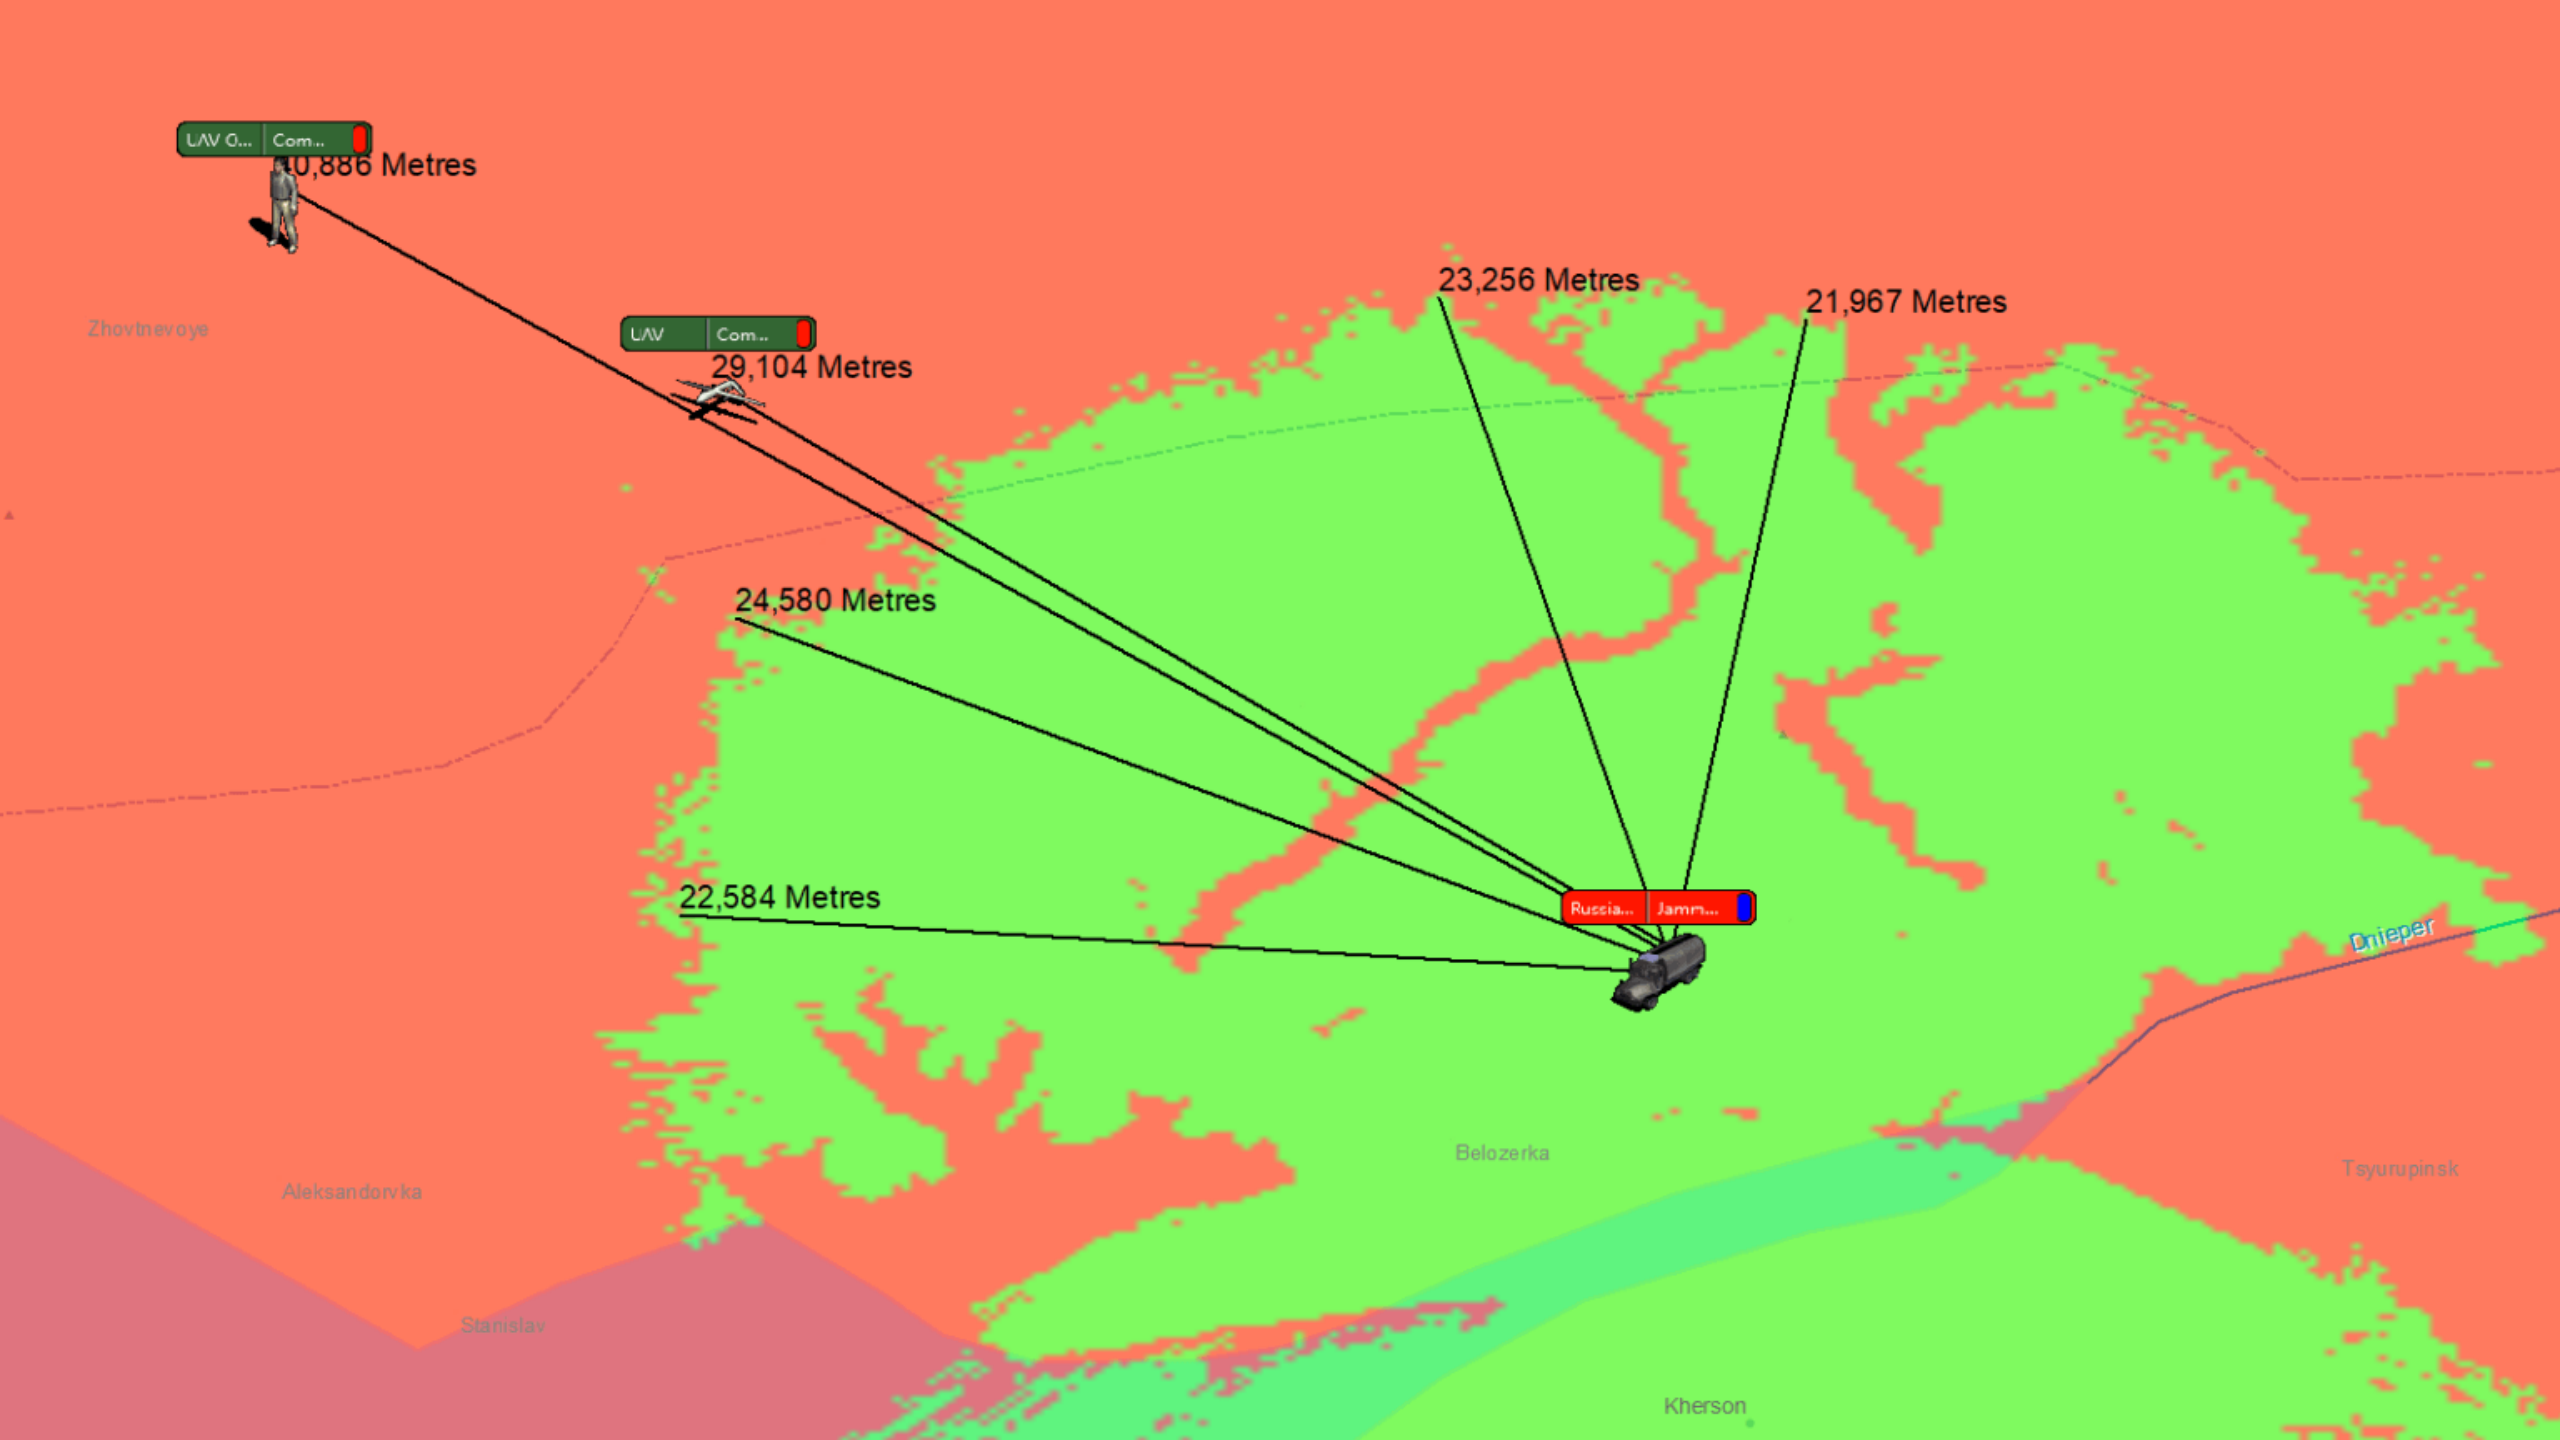 UAV O... Com...
0,886 Metres
UAV Com...
29,104 Metres
23,256 Metres
21,967 Metres
Zhovtnevoye
24,580 Metres
22,584 Metres
Russia... Jamm...
Dnieper
Belozerka
Tsyurupinsk
Aleksandorvka
Stanislav
Kherson